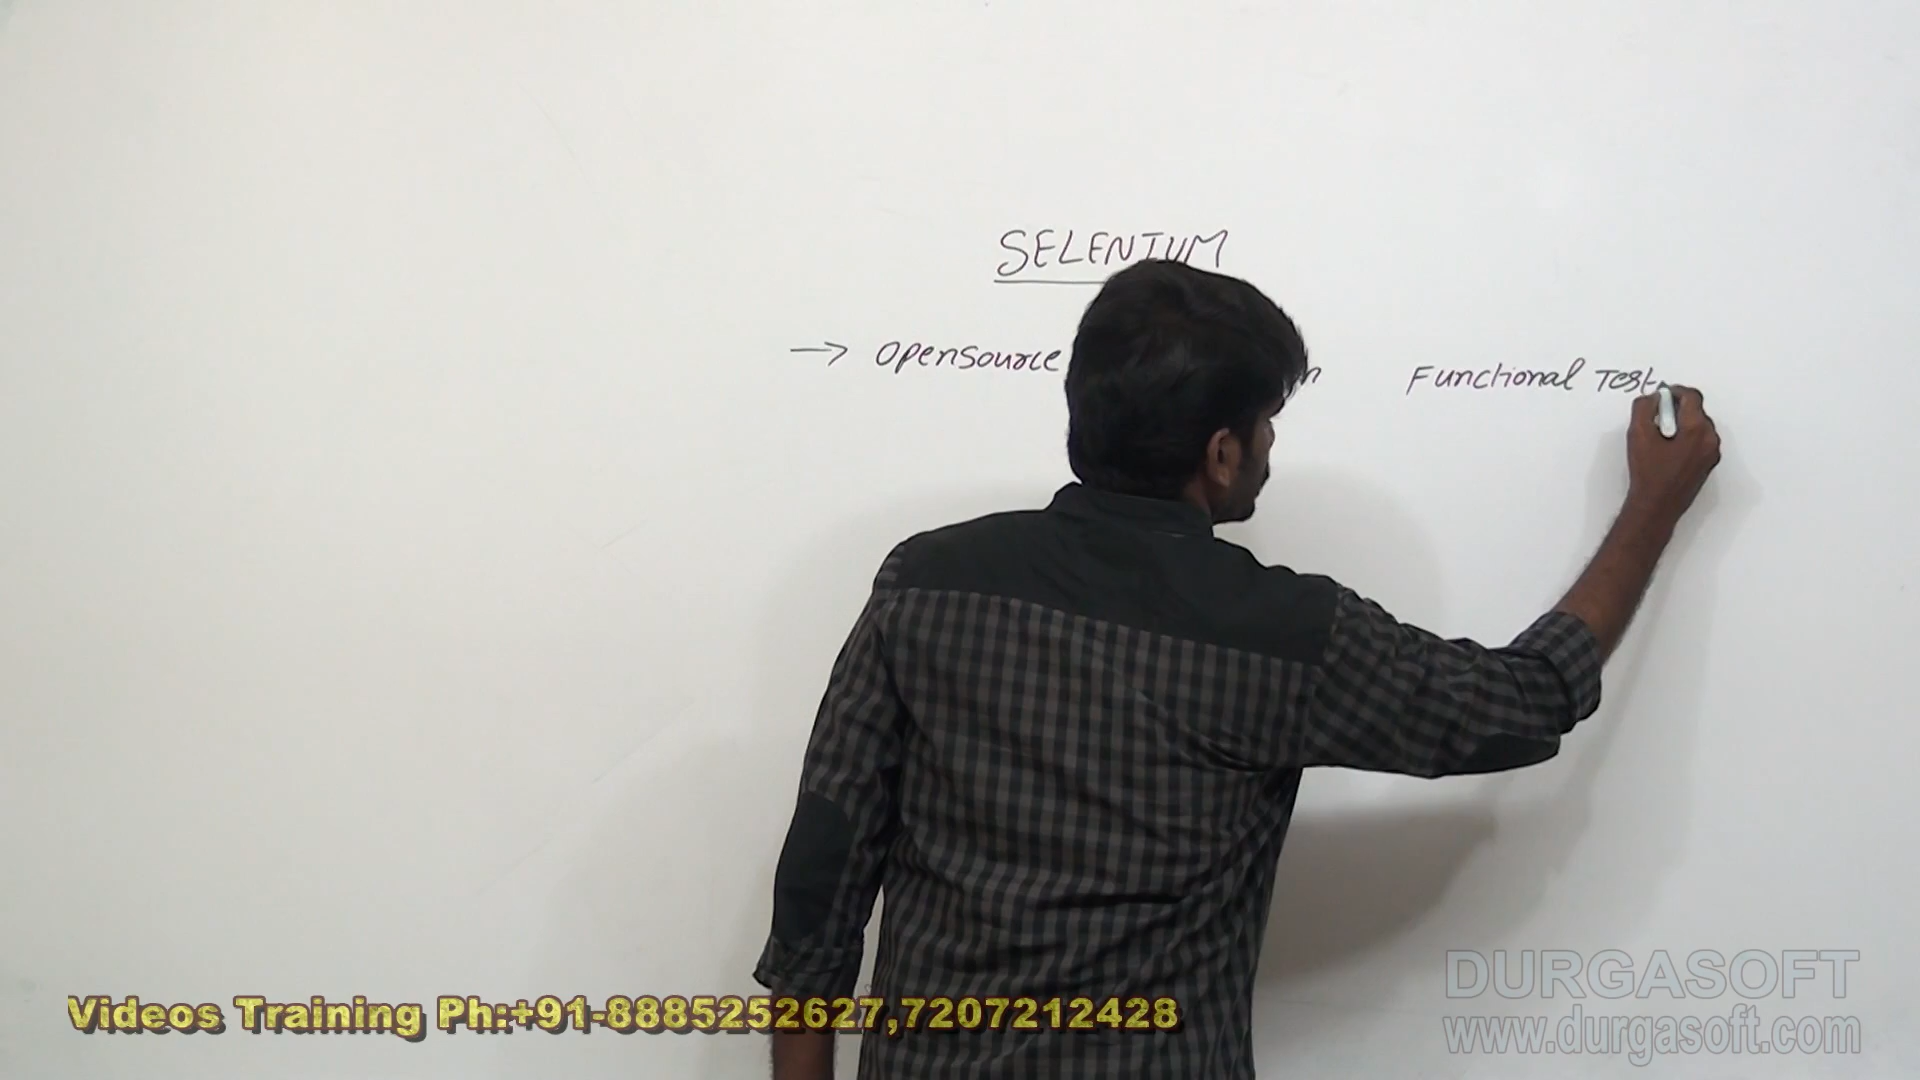 SELENIUM
→ Opensource Functional Test
Videos Training Ph:+91-8885252627,7207212428
DURGASOFT
www.durgasoft.com